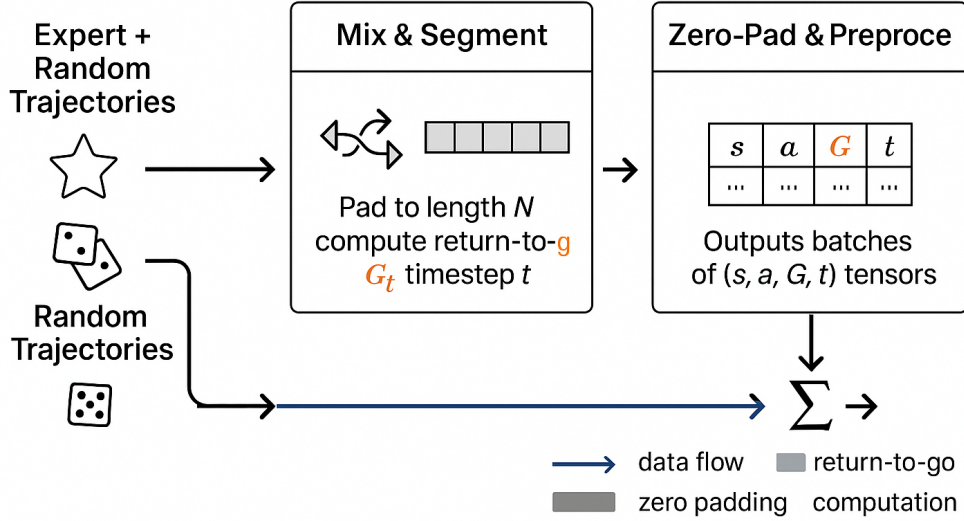 Expert +
Random
Trajectories
Random
Trajectories
Mix & Segment
Pad to length N
compute return-to-g
G_t timestep t
Zero-Pad & Preproce
s a G t
... ... ... ...
Outputs batches
of (s, a, G, t) tensors
Σ
data flow
return-to-go
zero padding
computation